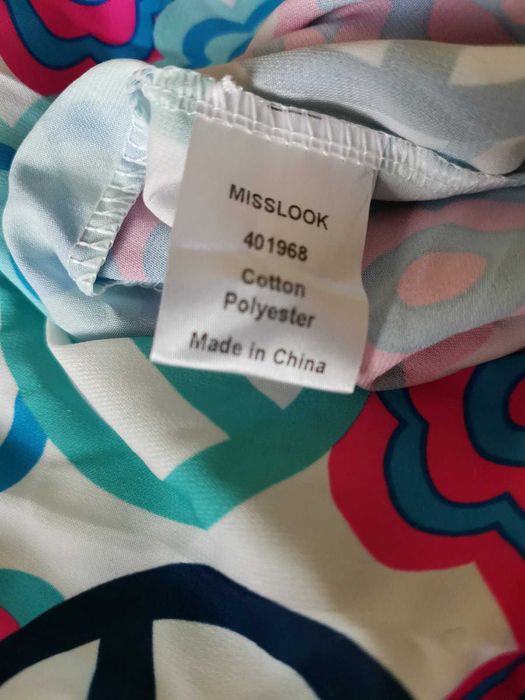 MISSLOOK
401968
Cotton
Polyester
Made in China